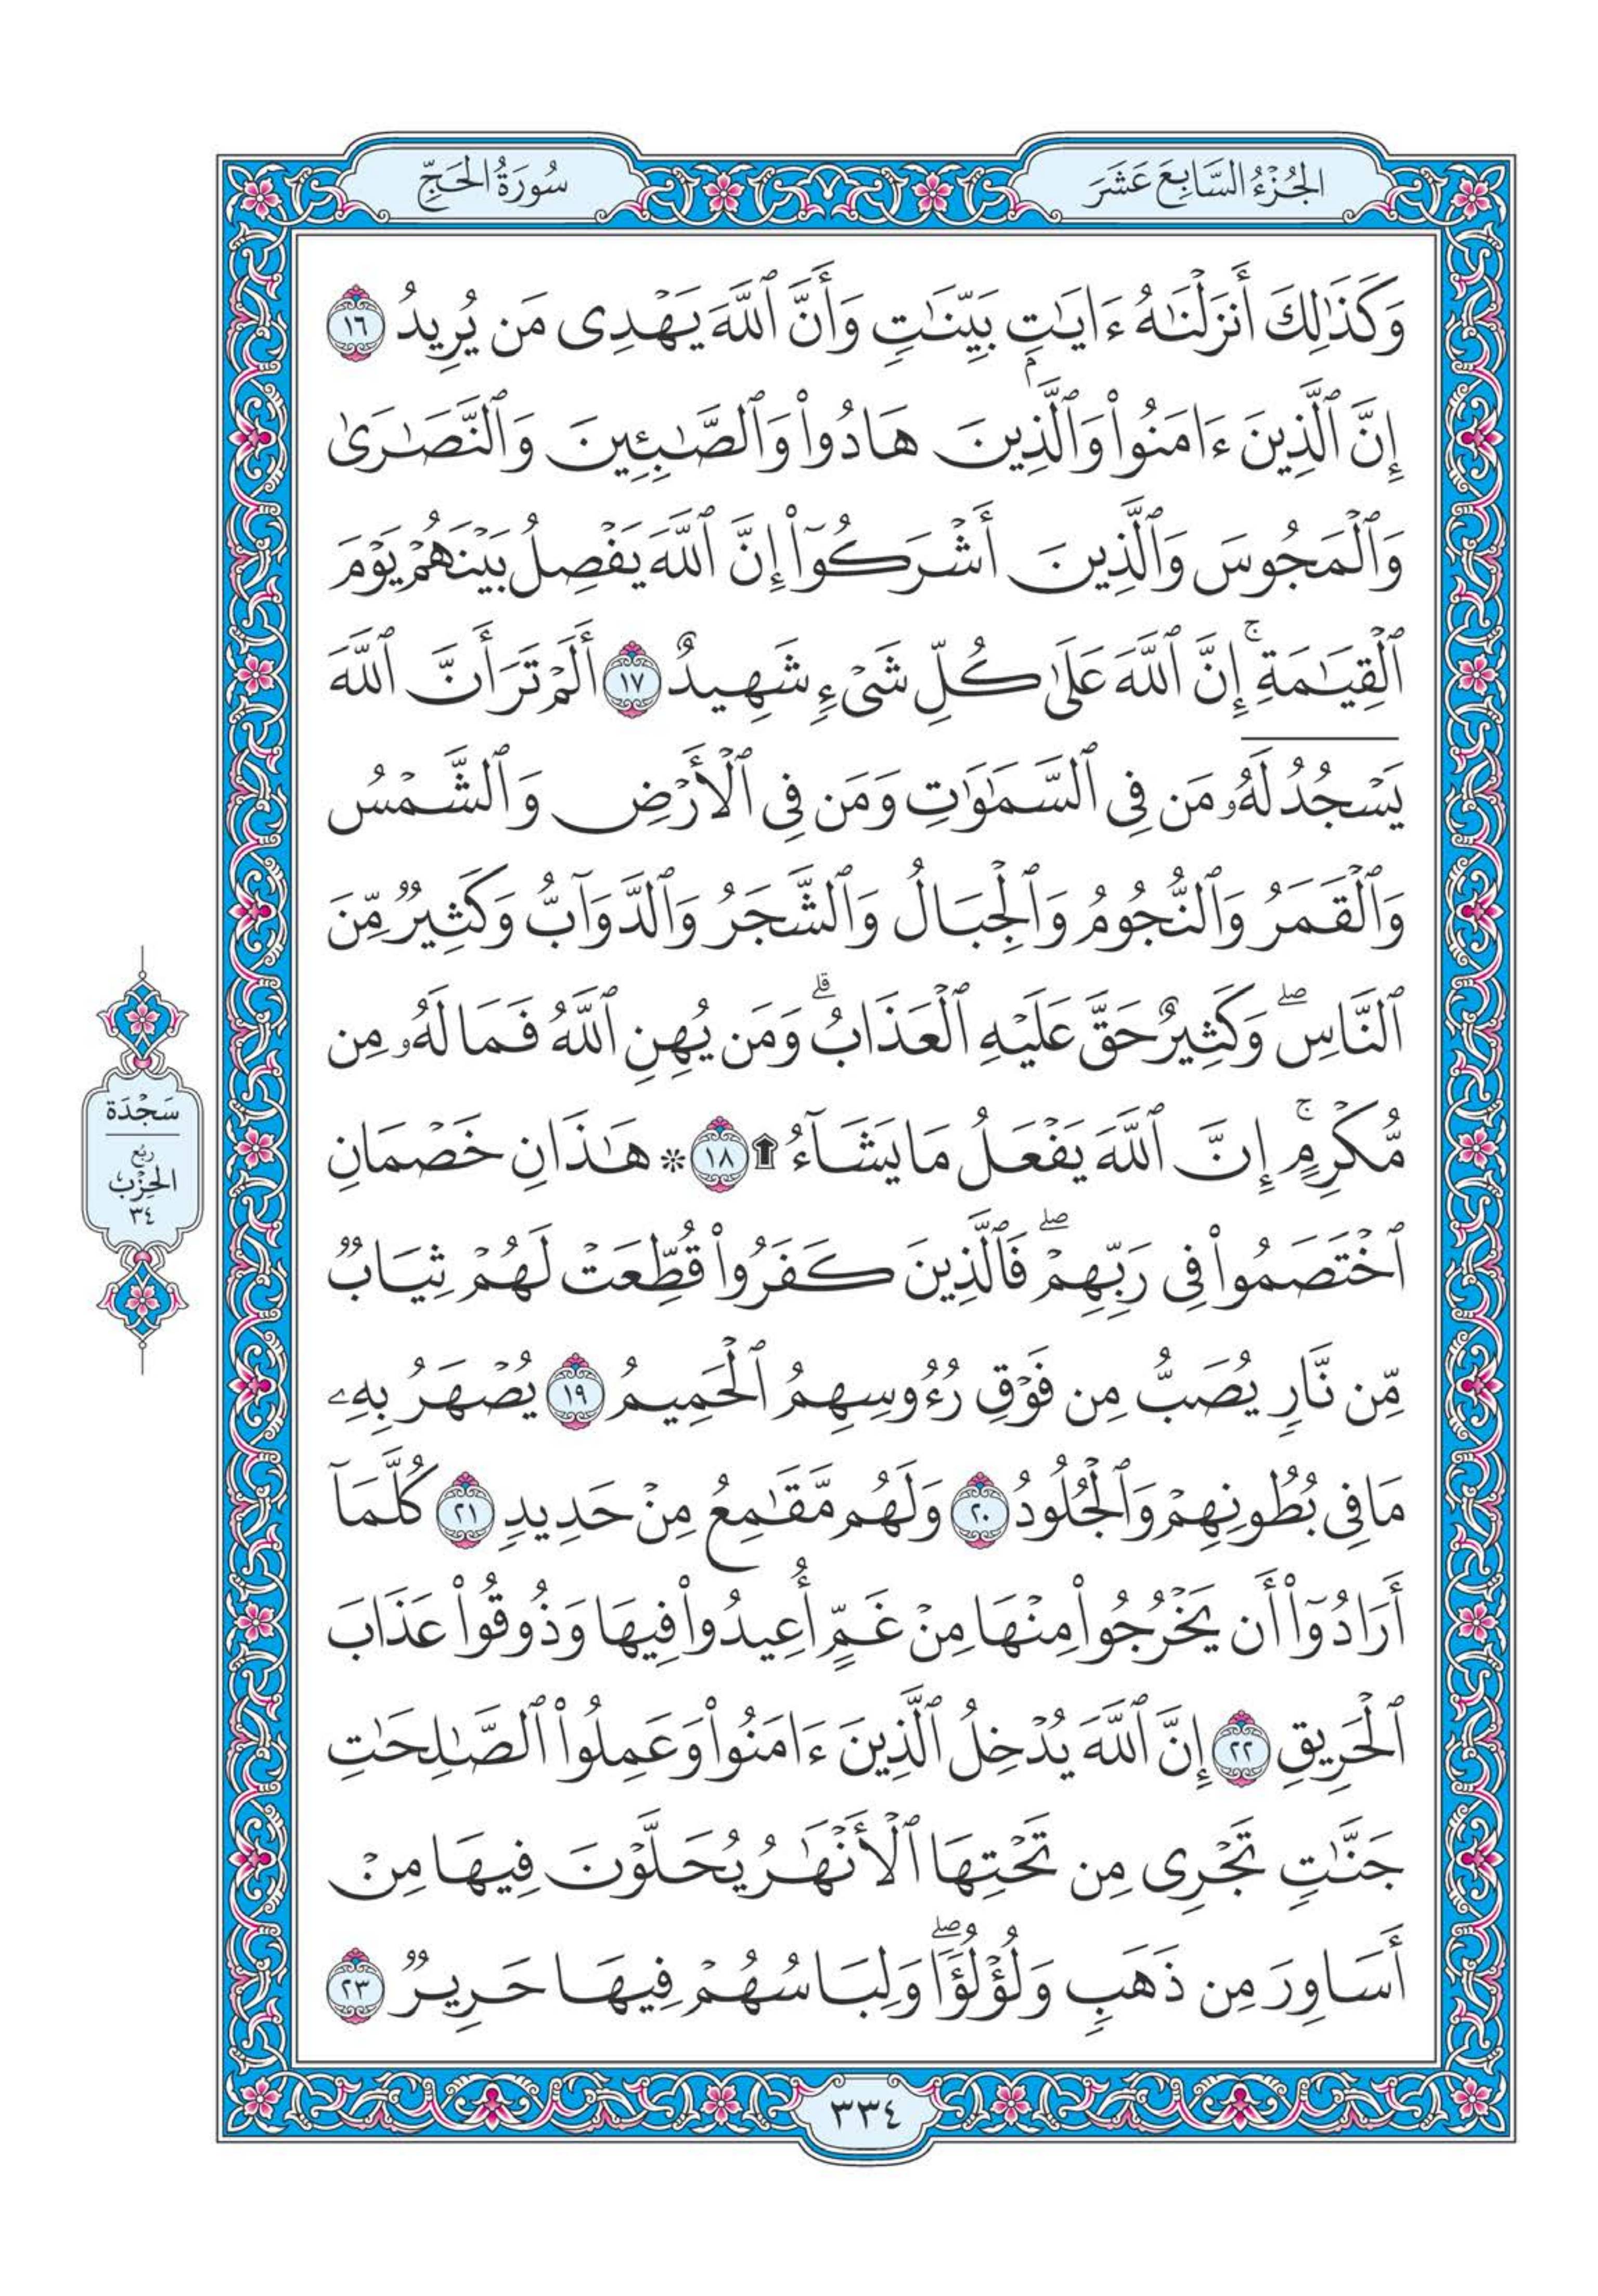 الجُزْءُ السَّابِعَ عَشَرَ
سُورَةُ الحَجِّ
وَكَذَٰلِكَ أَنزَلْنَٰهُ ءَايَٰتٍۭ بَيِّنَٰتٍ وَأَنَّ ٱللَّهَ يَهْدِى مَن يُرِيدُ ١٦
إِنَّ ٱلَّذِينَ ءَامَنُوا۟ وَٱلَّذِينَ هَادُوا۟ وَٱلصَّٰبِـِٔينَ وَٱلنَّصَٰرَىٰ
وَٱلْمَجُوسَ وَٱلَّذِينَ أَشْرَكُوٓا۟ إِنَّ ٱللَّهَ يَفْصِلُ بَيْنَهُمْ يَوْمَ
ٱلْقِيَٰمَةِ ۚ إِنَّ ٱللَّهَ عَلَىٰ كُلِّ شَىْءٍ شَهِيدٌ ١٧ أَلَمْ تَرَ أَنَّ ٱللَّهَ
يَسْجُدُ لَهُۥ مَن فِى ٱلسَّمَٰوَٰتِ وَمَن فِى ٱلْأَرْضِ وَٱلشَّمْسُ
وَٱلْقَمَرُ وَٱلنُّجُومُ وَٱلْجِبَالُ وَٱلشَّجَرُ وَٱلدَّوَآبُّ وَكَثِيرٌ مِّنَ
ٱلنَّاسِ ۖ وَكَثِيرٌ حَقَّ عَلَيْهِ ٱلْعَذَابُ ۗ وَمَن يُهِنِ ٱللَّهُ فَمَا لَهُۥ مِن
مُّكْرِمٍ ۚ إِنَّ ٱللَّهَ يَفْعَلُ مَا يَشَآءُ ۩ ١٨ ۞ هَٰذَانِ خَصْمَانِ
ٱخْتَصَمُوا۟ فِى رَبِّهِمْ ۖ فَٱلَّذِينَ كَفَرُوا۟ قُطِّعَتْ لَهُمْ ثِيَابٌ
مِّن نَّارٍ يُصَبُّ مِن فَوْقِ رُءُوسِهِمُ ٱلْحَمِيمُ ١٩ يُصْهَرُ بِهِۦ
مَا فِى بُطُونِهِمْ وَٱلْجُلُودُ ٢٠ وَلَهُم مَّقَٰمِعُ مِنْ حَدِيدٍ ٢١ كُلَّمَآ
أَرَادُوٓا۟ أَن يَخْرُجُوا۟ مِنْهَا مِنْ غَمٍّ أُعِيدُوا۟ فِيهَا وَذُوقُوا۟ عَذَابَ
ٱلْحَرِيقِ ٢٢ إِنَّ ٱللَّهَ يُدْخِلُ ٱلَّذِينَ ءَامَنُوا۟ وَعَمِلُوا۟ ٱلصَّٰلِحَٰتِ
جَنَّٰتٍ تَجْرِى مِن تَحْتِهَا ٱلْأَنْهَٰرُ يُحَلَّوْنَ فِيهَا مِنْ
أَسَاوِرَ مِن ذَهَبٍ وَلُؤْلُؤًا ۖ وَلِبَاسُهُمْ فِيهَا حَرِيرٌ ٢٣
سَجْدَة
رُبْع
الحِزْب
٣٤
٣٣٤